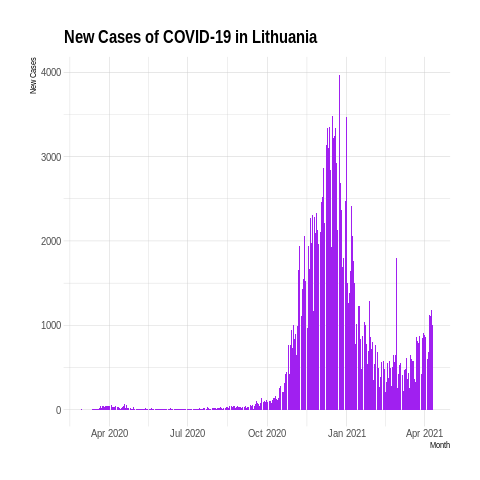 New Cases of COVID-19 in Lithuania
New Cases
4000
3000
2000
1000
0
Apr 2020
Jul 2020
Oct 2020
Jan 2021
Apr 2021
Month